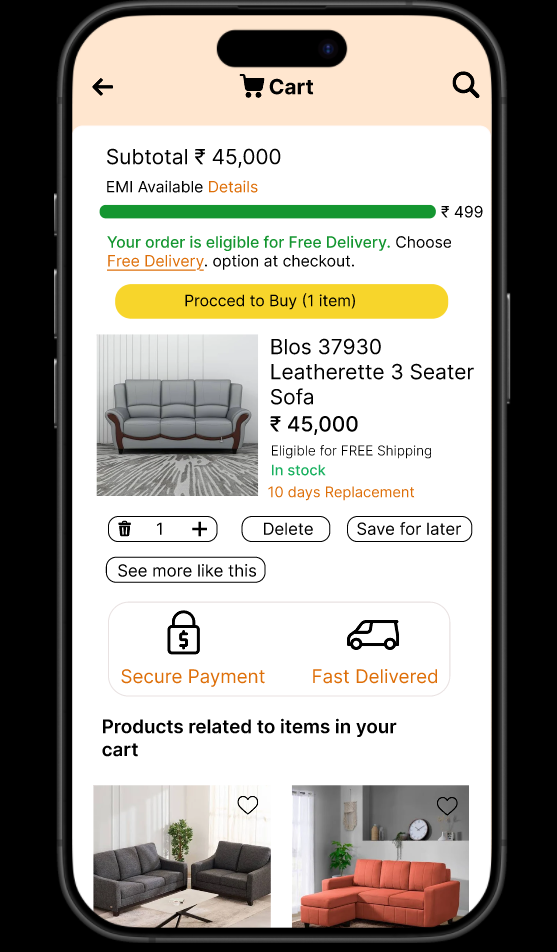 Cart
Subtotal ₹ 45,000
EMI Available Details
₹ 499
Your order is eligible for Free Delivery. Choose
Free Delivery. option at checkout.
Procced to Buy (1 item)
Blos 37930
Leatherette 3 Seater
Sofa
₹ 45,000
Eligible for FREE Shipping
In stock
10 days Replacement
1 Delete Save for later
See more like this
$
Secure Payment Fast Delivered
Products related to items in your
cart